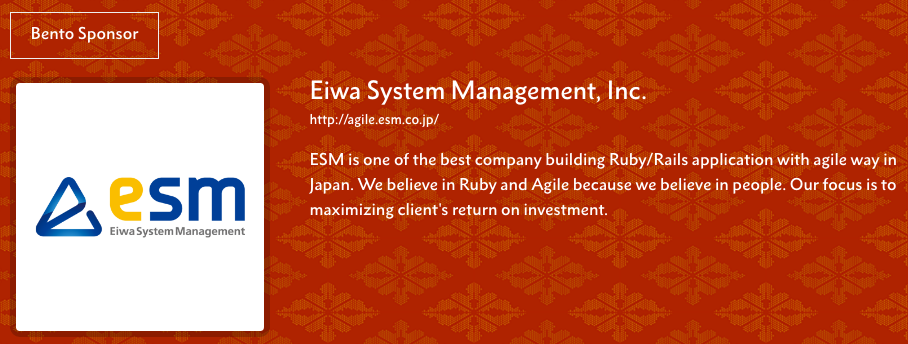 Bento Sponsor
Eiwa System Management, Inc.
http://agile.esm.co.jp/
ESM is one of the best company building Ruby/Rails application with agile way in
Japan. We believe in Ruby and Agile because we believe in people. Our focus is to
maximizing client's return on investment.
esm
Eiwa System Management